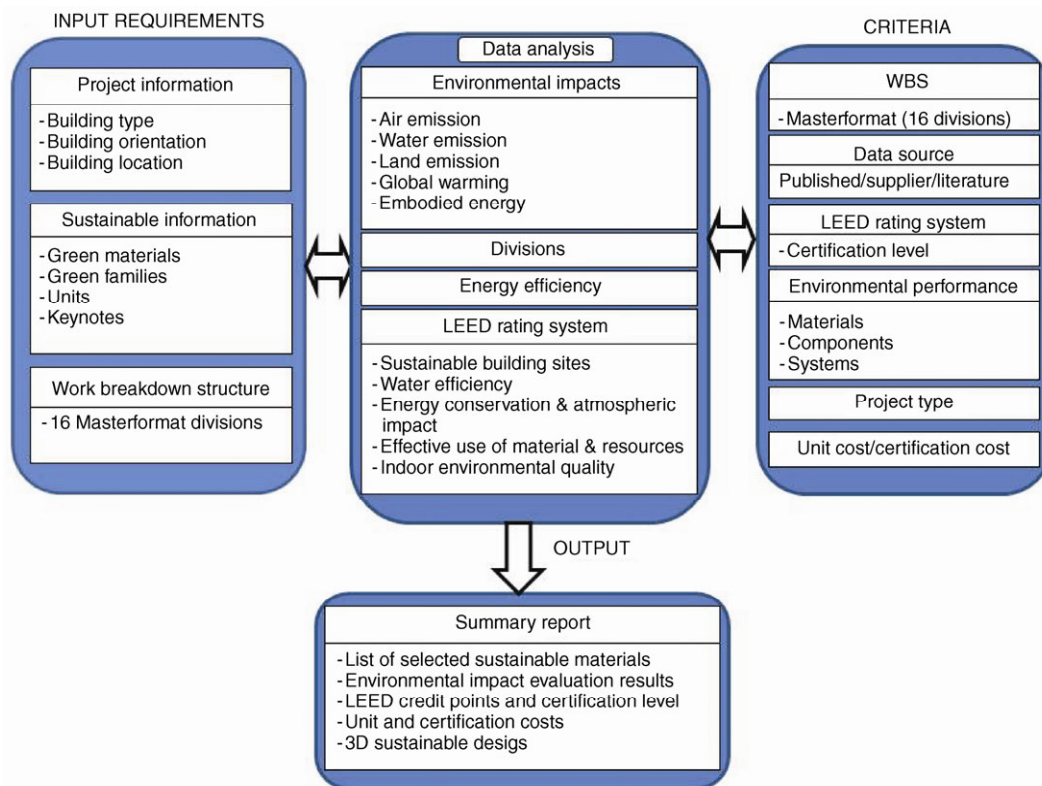 INPUT REQUIREMENTS
Project information
-Building type
-Building orientation
-Building location
Sustainable information
-Green materials
-Green families
-Units
-Keynotes
Work breakdown structure
-16 Masterformat divisions
Data analysis
Environmental impacts
-Air emission
-Water emission
-Land emission
-Global warming
-Embodied energy
Divisions
Energy efficiency
LEED rating system
-Sustainable building sites
-Water efficiency
-Energy conservation & atmospheric
impact
-Effective use of material & resources
-Indoor environmental quality
CRITERIA
WBS
-Masterformat (16 divisions)
Data source
Published/supplier/literature
LEED rating system
-Certification level
Environmental performance
-Materials
-Components
-Systems
Project type
Unit cost/certification cost
OUTPUT
Summary report
-List of selected sustainable materials
-Environmental impact evaluation results
-LEED credit points and certification level
-Unit and certification costs
-3D sustainable desigs